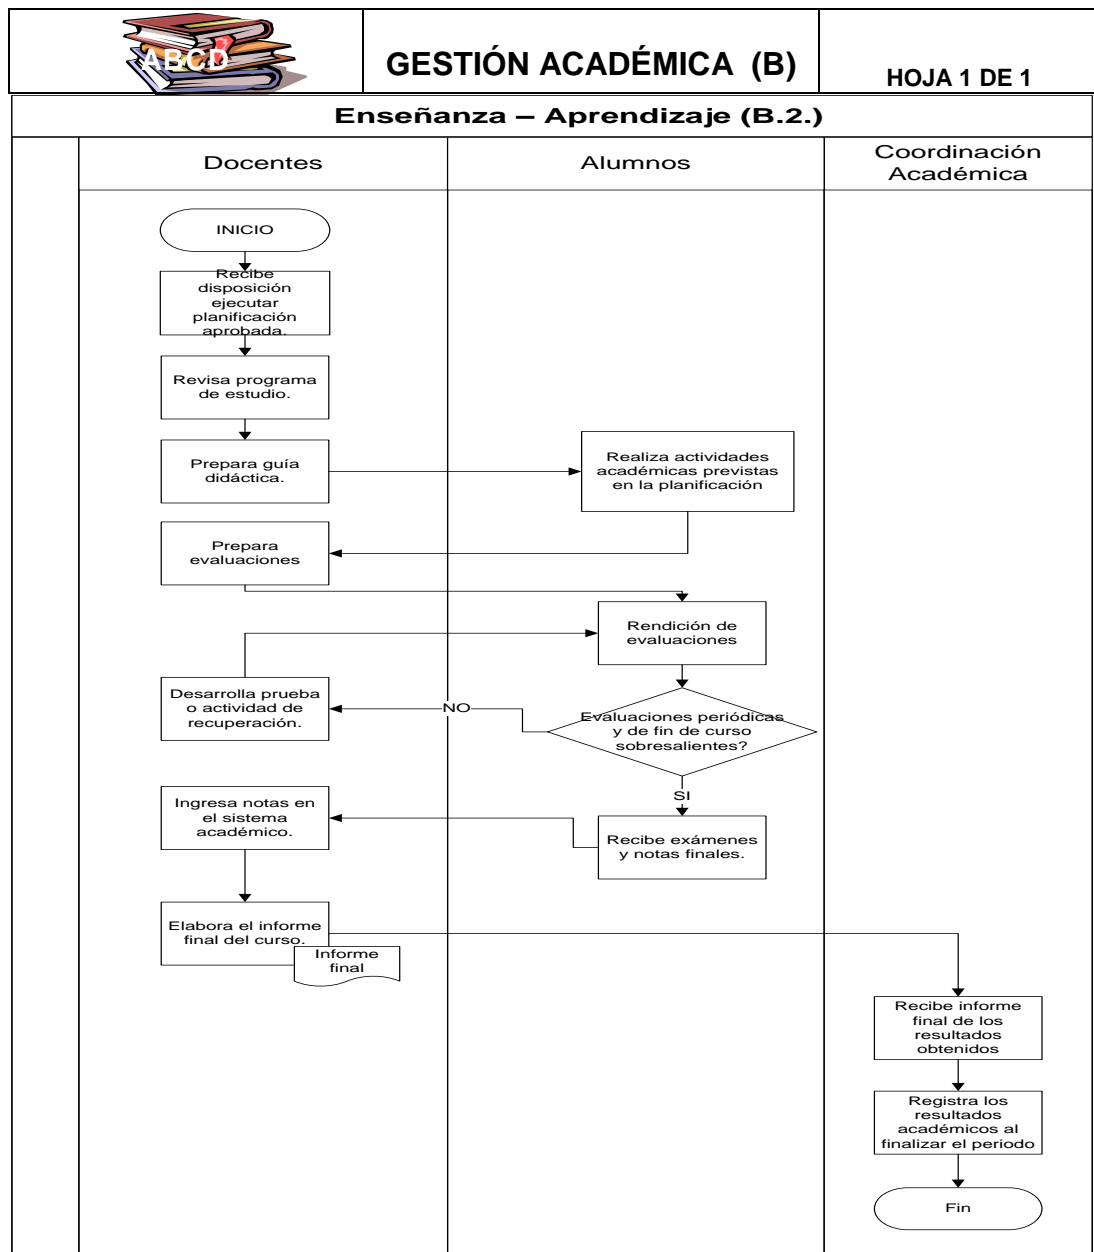 ABCD
GESTIÓN ACADÉMICA (B)
HOJA 1 DE 1
Enseñanza – Aprendizaje (B.2.)
Docentes
Alumnos
Coordinación
Académica
INICIO
Recibe
disposición
ejecutar
planificación
aprobada.
Revisa programa
de estudio.
Prepara guía
didáctica.
Realiza actividades
académicas previstas
en la planificación
Prepara
evaluaciones
Rendición de
evaluaciones
Desarrolla prueba
o actividad de
recuperación.
NO
Evaluaciones periódicas
y de fin de curso
sobresalientes?
SI
Ingresa notas en
el sistema
académico.
Recibe exámenes
y notas finales.
Elabora el informe
final del curso.
Informe
final
Recibe informe
final de los
resultados
obtenidos
Registra los
resultados
académicos al
finalizar el periodo
Fin